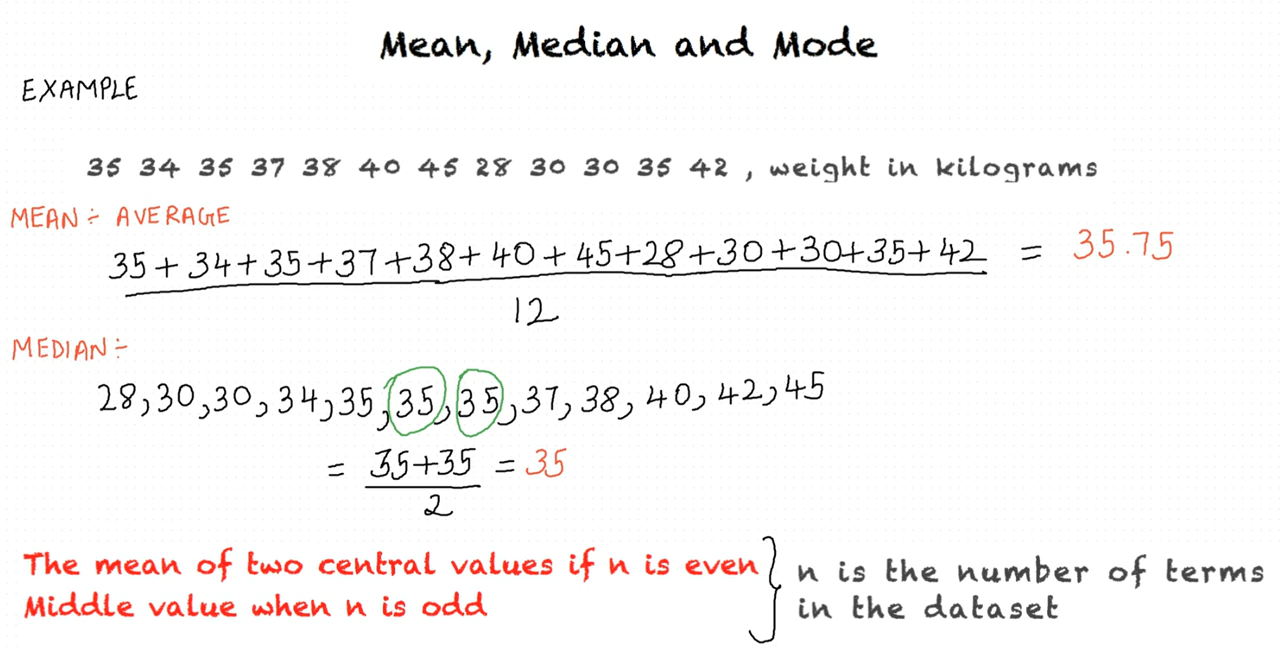 Mean, Median and Mode
EXAMPLE
35 34 35 37 38 40 45 28 30 30 35 42 , weight in kilograms
MEAN ÷ AVERAGE
35 + 34 + 35 + 37 + 38 + 40 + 45 + 28 + 30 + 30 + 35 + 42 = 35.75
12
MEDIAN ÷
28, 30, 30, 34, 35, 35, 35, 37, 38, 40, 42, 45
= 35+35 = 35
2
The mean of two central values if n is even
Middle value when n is odd
} n is the number of terms
in the dataset